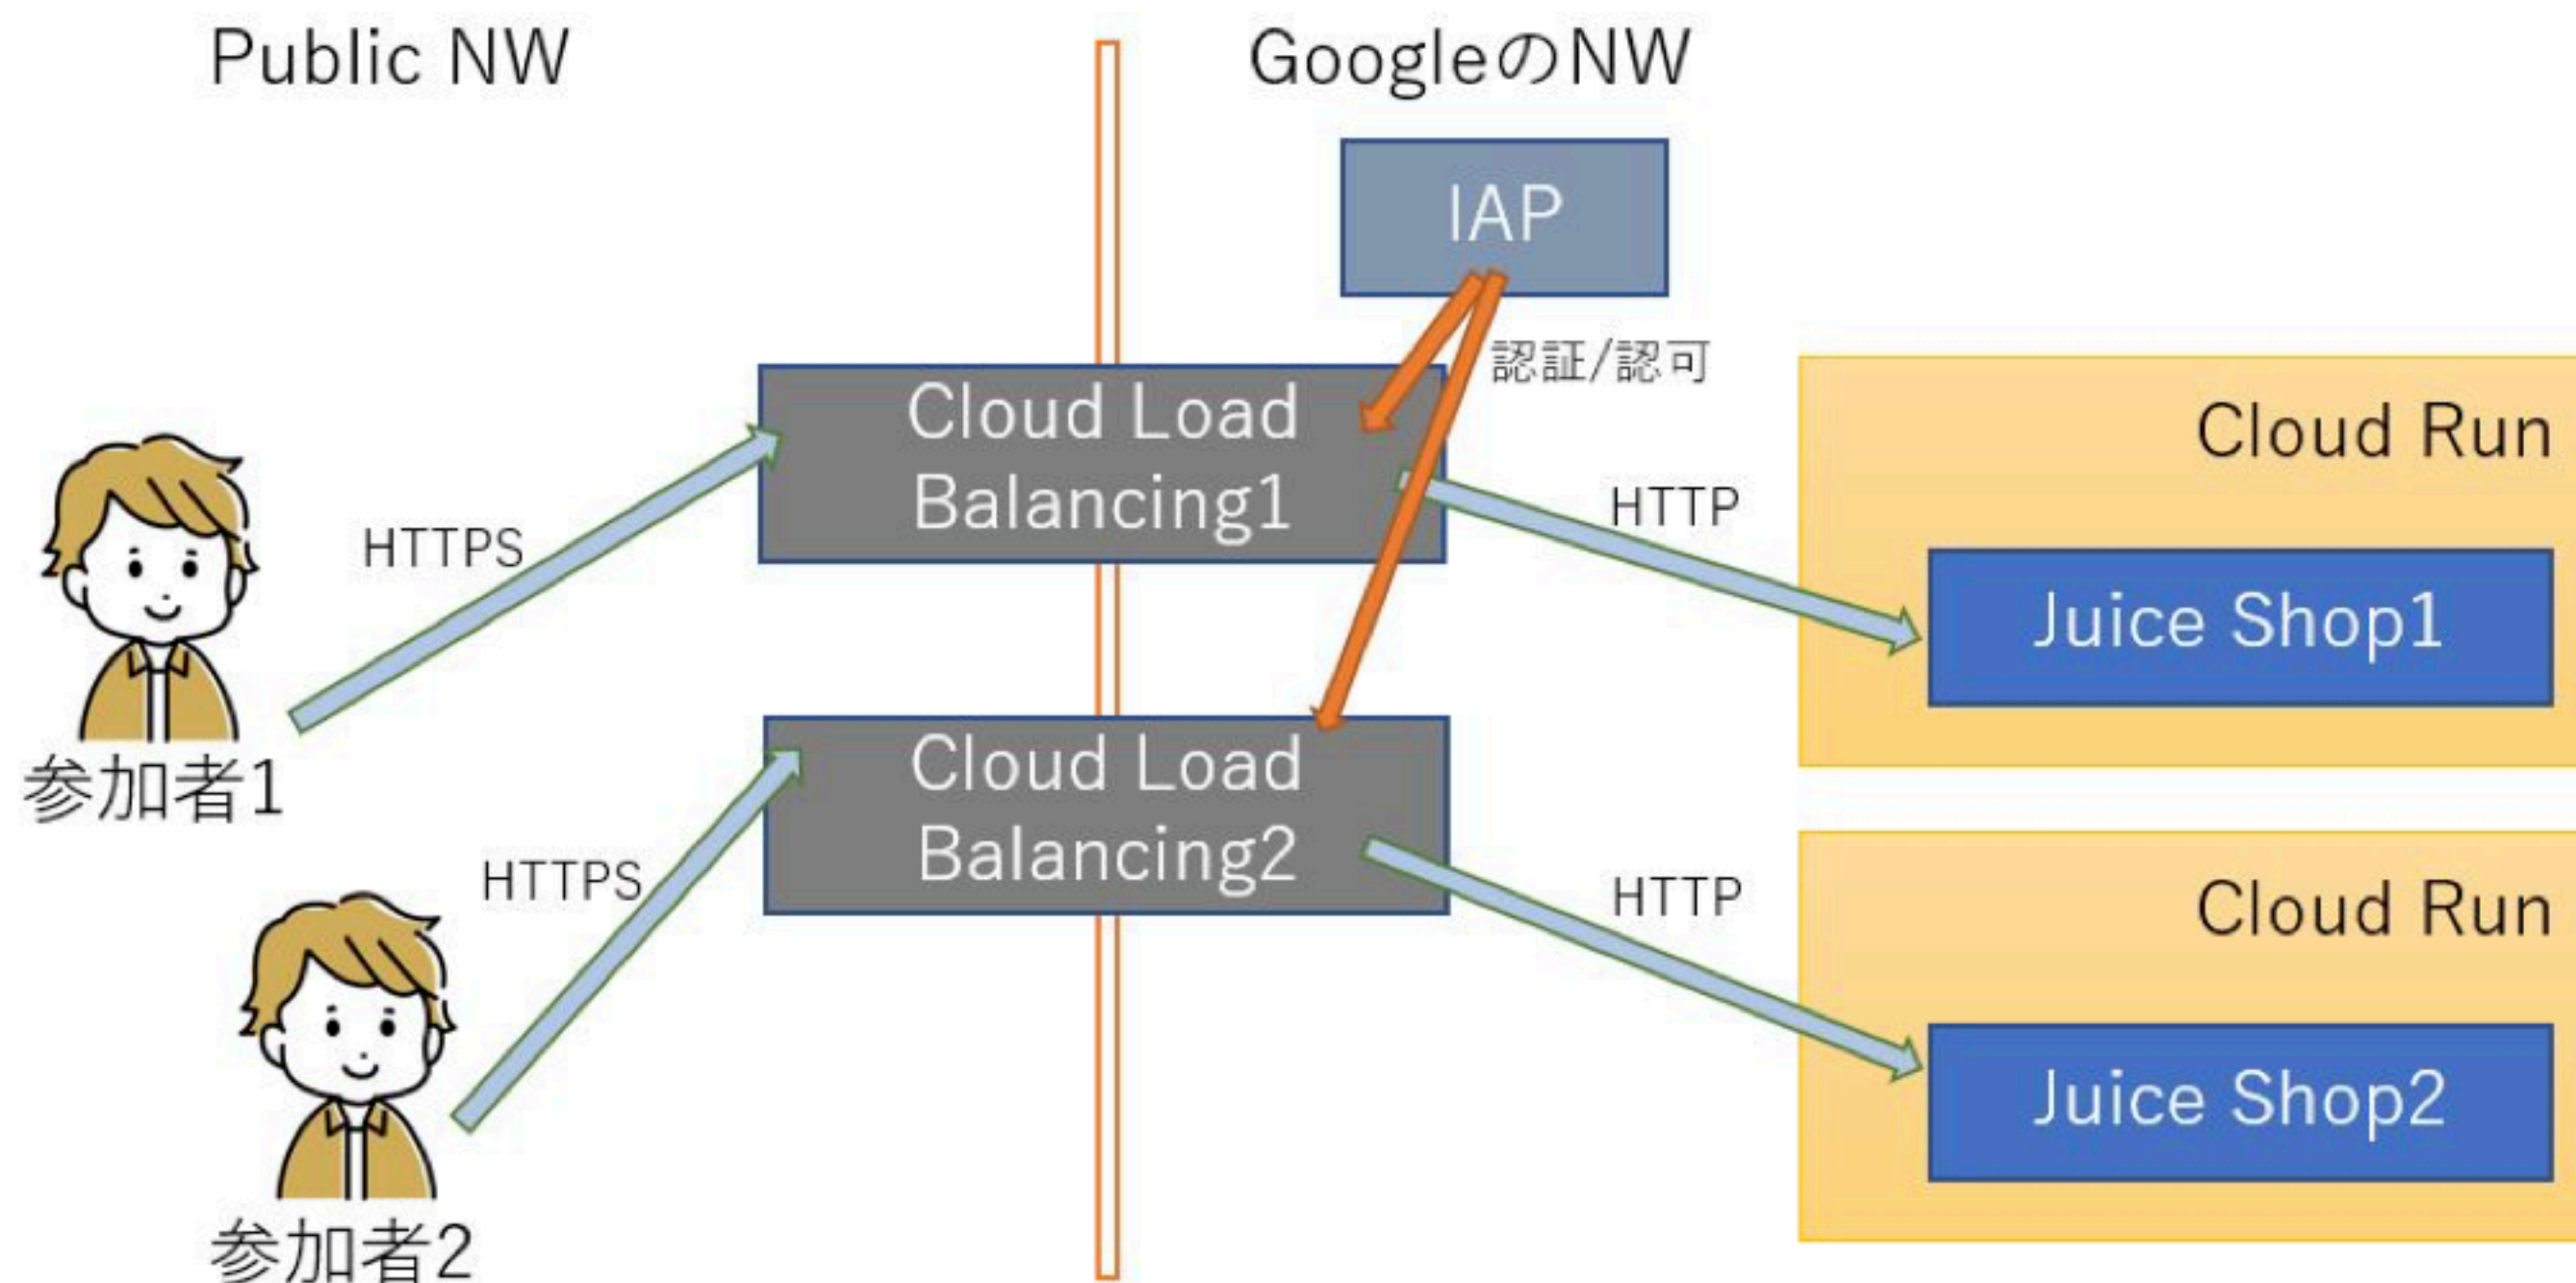 Public NW
GoogleのNW
IAP
認証/認可
Cloud Load
Balancing1
Cloud Run
HTTPS
HTTP
Juice Shop1
参加者1
Cloud Load
Balancing2
HTTPS
HTTP
Cloud Run
Juice Shop2
参加者2